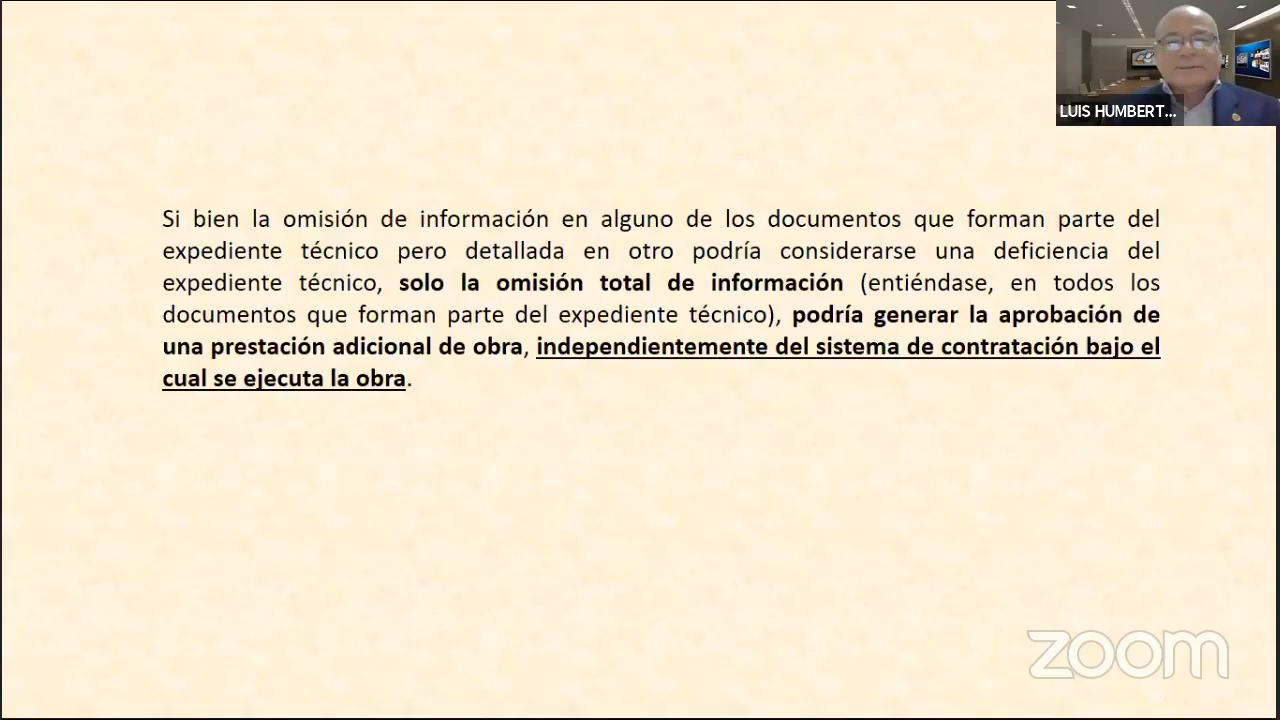 LUIS HUMBERT...
Si bien la omisión de información en alguno de los documentos que forman parte del
expediente técnico pero detallada en otro podría considerarse una deficiencia del
expediente técnico, solo la omisión total de información (entiéndase, en todos los
documentos que forman parte del expediente técnico), podría generar la aprobación de
una prestación adicional de obra, independientemente del sistema de contratación bajo el
cual se ejecuta la obra.
zoom